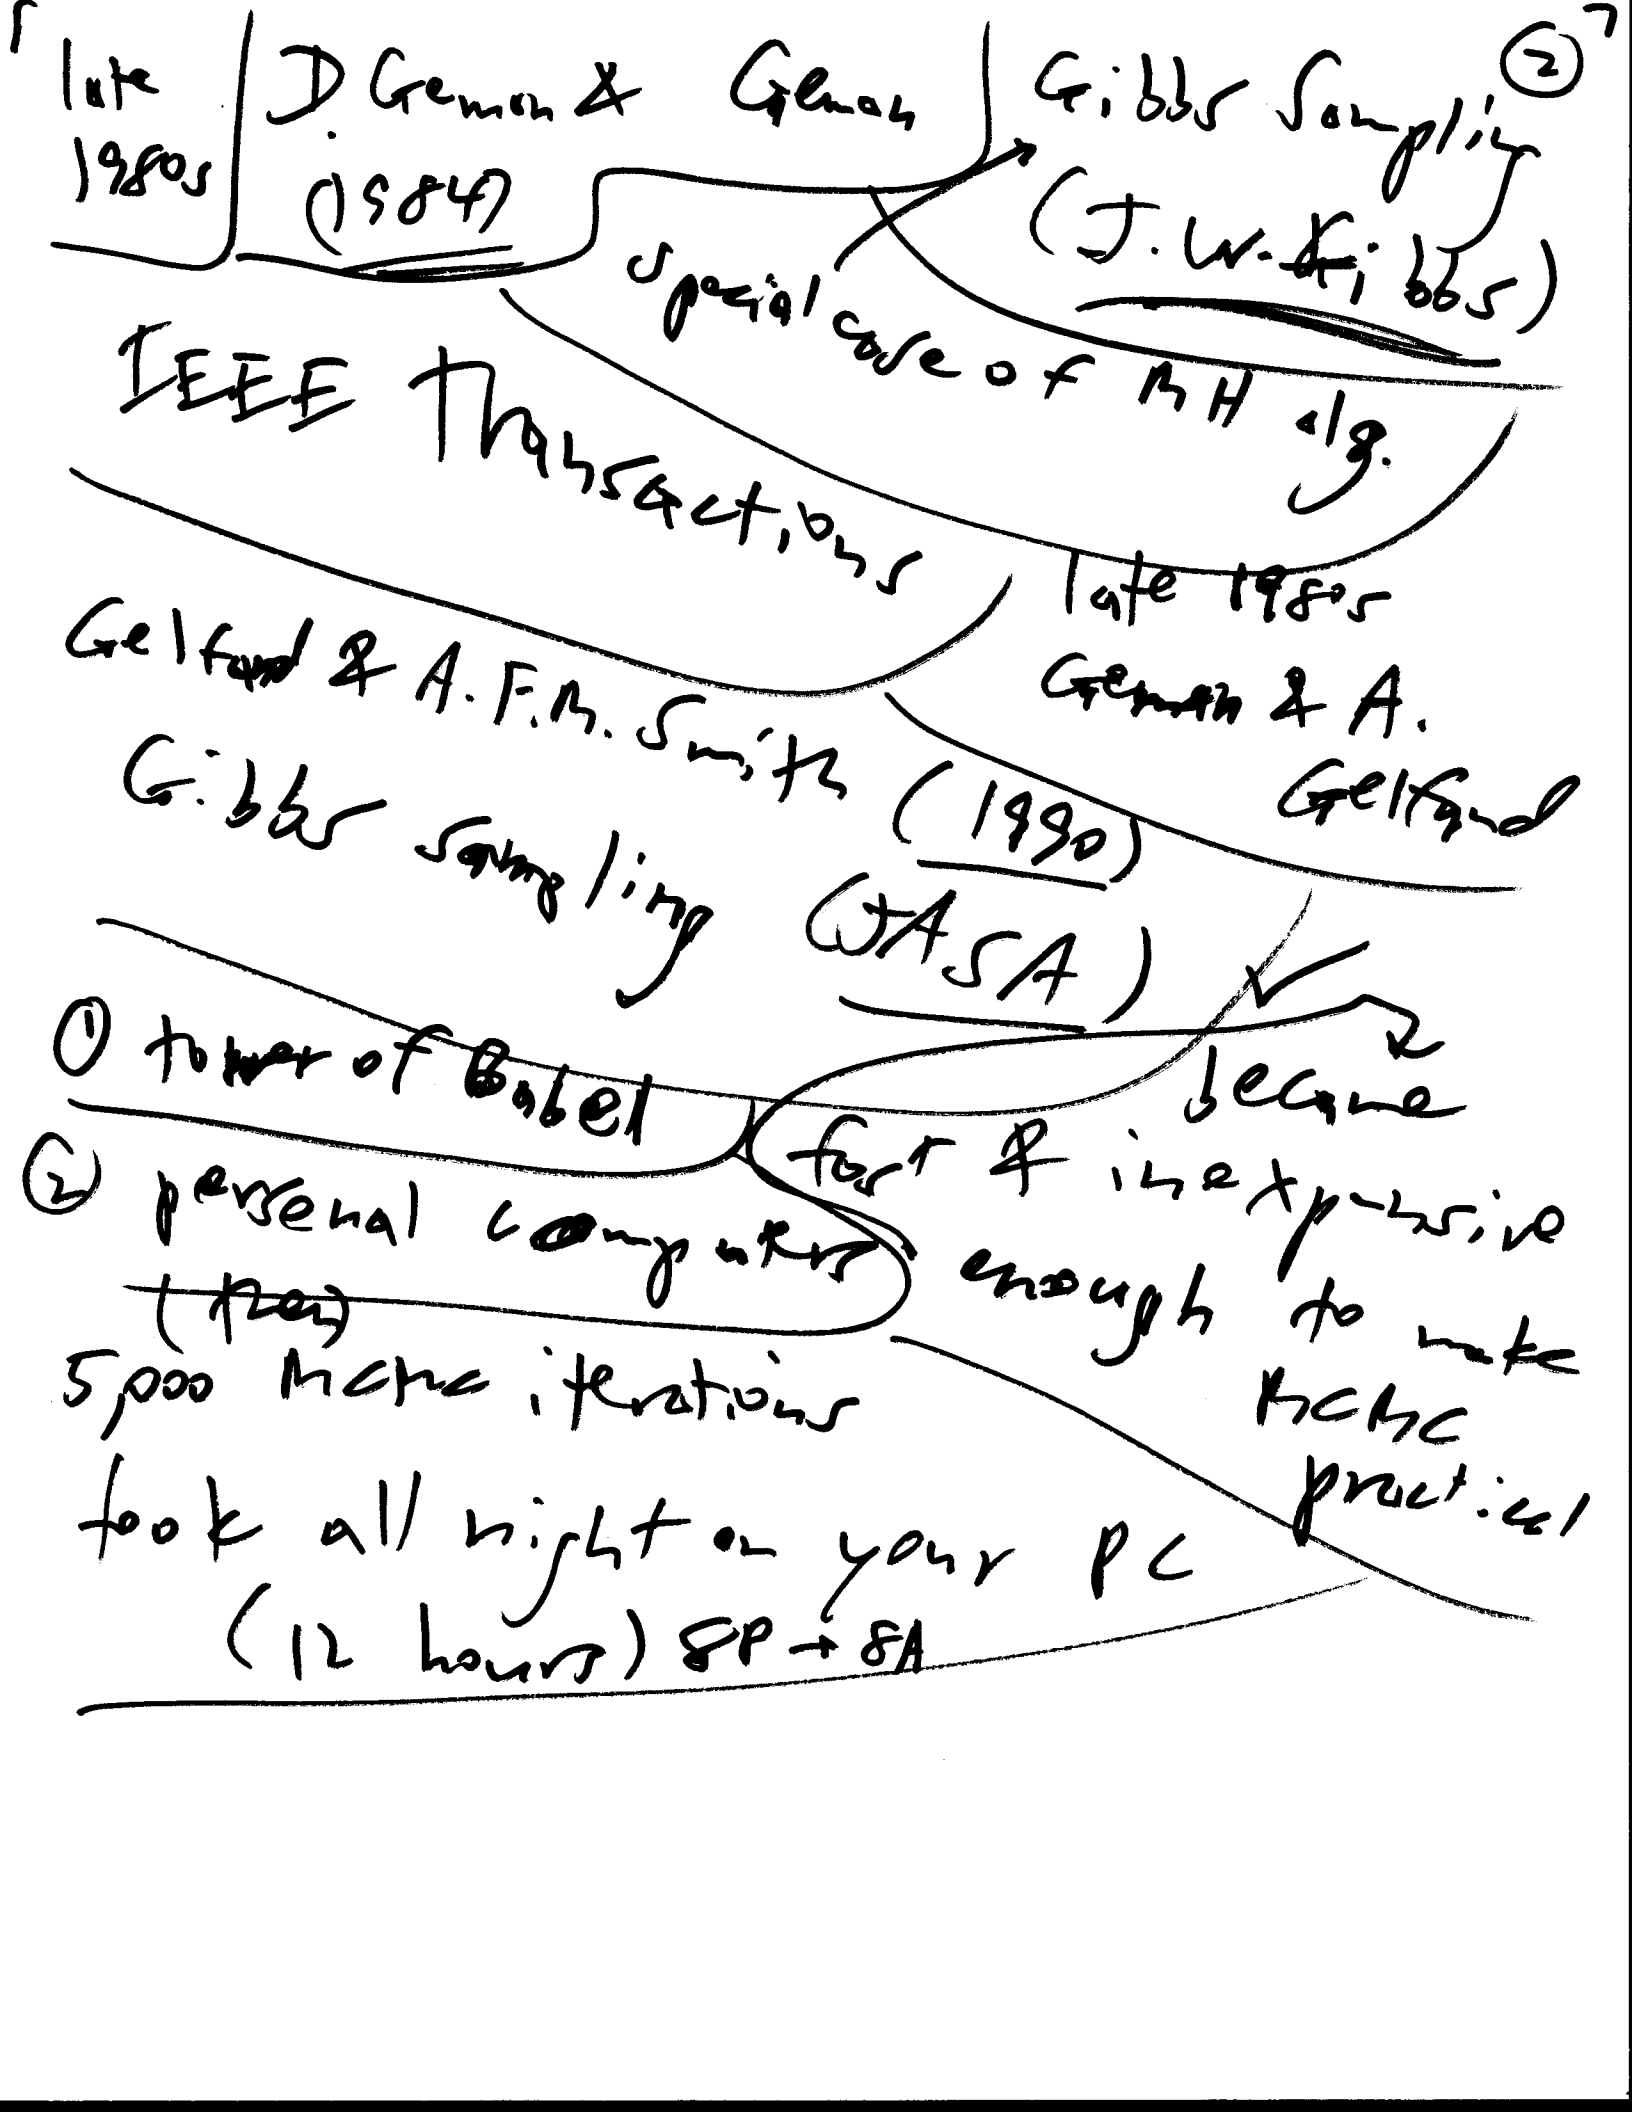 ②
late
1980s
D. Geman & Geman
(1984)
Gibbs Sampling
(J. W. Gibbs)
special case of MH alg.
IEEE Transactions
late 1980s
Geman & A.
Gelfand
Gelfand & A. F. M. Smith (1990)
Gibbs sampling (JASA)
① tower of Babel
② personal computers
(then)
became
fast & inexpensive
enough to make
MCMC
practical
5,000 MCMC iterations
took all night on your PC
(12 hours) 8P → 8A